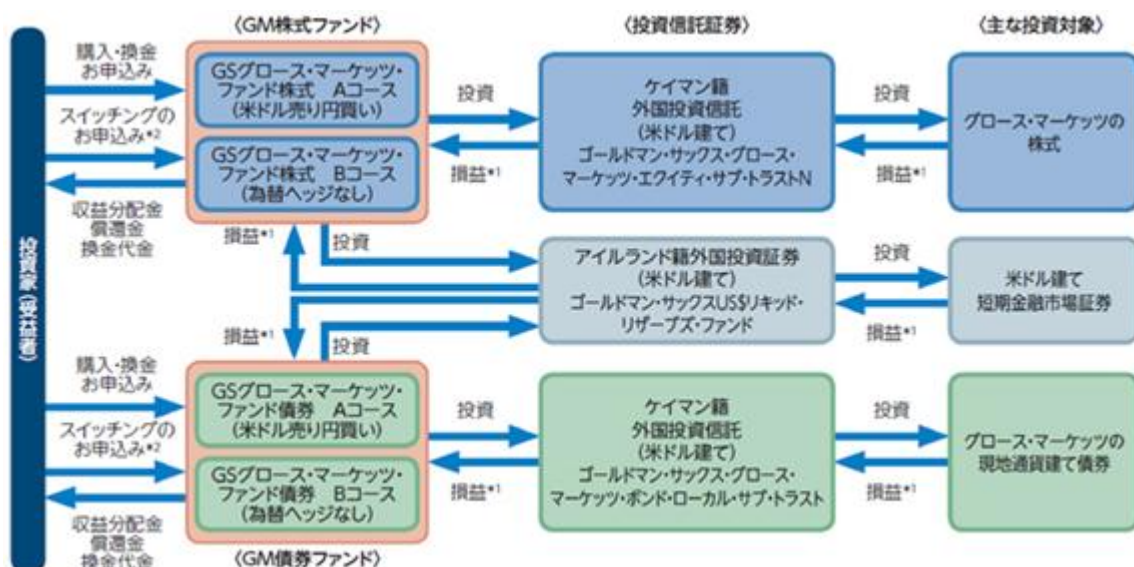 〈GM株式ファンド〉
〈投資信託証券〉
〈主な投資対象〉
投資家(受益者)
購入・換金
お申込み
スイッチングの
お申込み*2
収益分配金
償還金
換金代金
GSグロース・マーケッツ・
ファンド株式 Aコース
(米ドル売り円買い)
GSグロース・マーケッツ・
ファンド株式 Bコース
(為替ヘッジなし)
投資
損益*1
ケイマン籍
外国投資信託
(米ドル建て)
ゴールドマン・サックス・グロース・
マーケッツ・エクイティ・サブ・トラストN
投資
損益*1
グロース・マーケッツの
株式
損益*1
投資
アイルランド籍外国投資証券
(米ドル建て)
ゴールドマン・サックスUS$リキッド・
リザーブズ・ファンド
投資
損益*1
米ドル建て
短期金融市場証券
損益*1
投資
購入・換金
お申込み
スイッチングの
お申込み*2
収益分配金
償還金
換金代金
GSグロース・マーケッツ・
ファンド債券 Aコース
(米ドル売り円買い)
GSグロース・マーケッツ・
ファンド債券 Bコース
(為替ヘッジなし)
〈GM債券ファンド〉
投資
損益*1
ケイマン籍
外国投資信託
(米ドル建て)
ゴールドマン・サックス・グロース・
マーケッツ・ボンド・ローカル・サブ・トラスト
投資
損益*1
グロース・マーケッツの
現地通貨建て債券